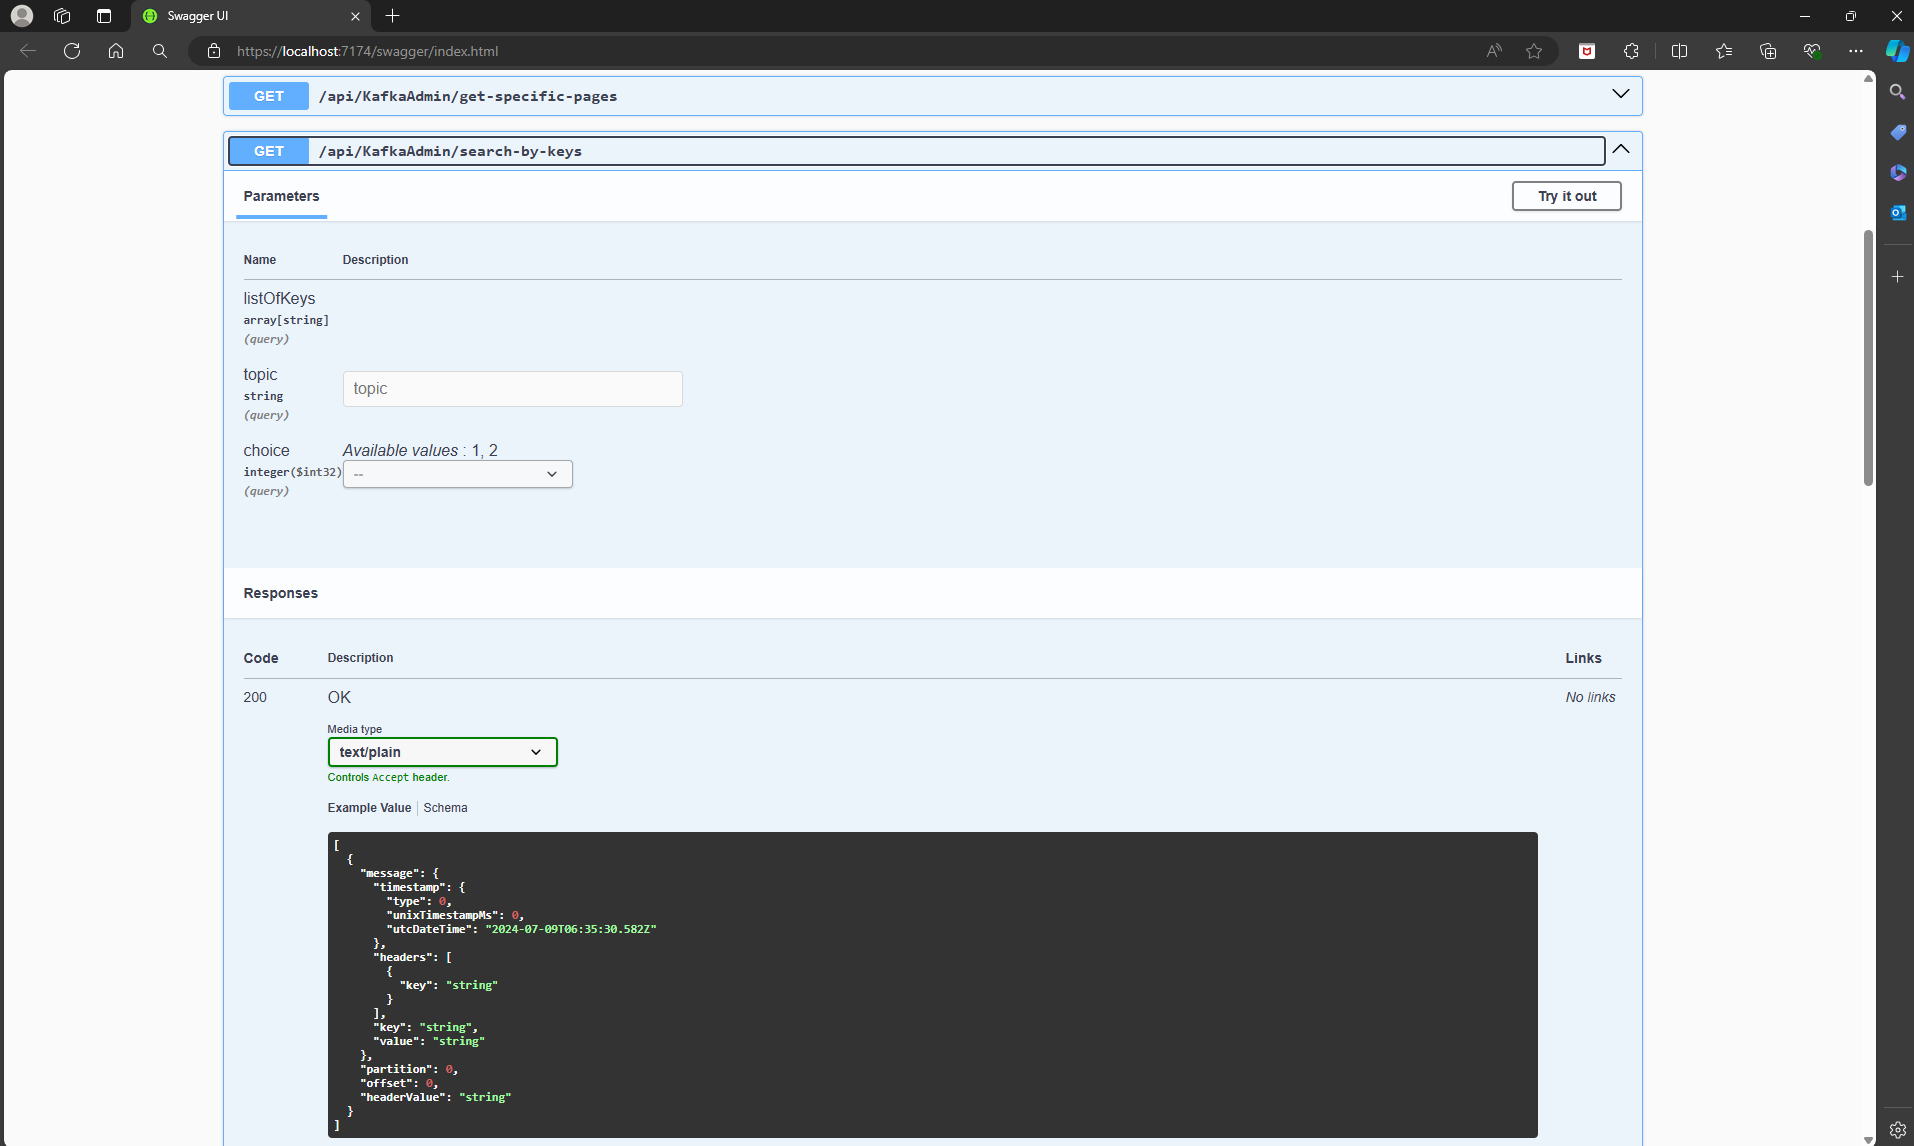 Swagger UI
https://localhost:7174/swagger/index.html
GET /api/KafkaAdmin/get-specific-pages
GET /api/KafkaAdmin/search-by-keys
Parameters
Try it out
Name Description
listOfKeys
array[string]
(query)
topic
string
(query)
topic
choice
integer($int32)
(query)
Available values : 1, 2
--
Responses
Code Description Links
200 OK No links
Media type
text/plain
Controls Accept header.
Example Value Schema
[
{
"message": {
"timestamp": {
"type": 0,
"unixTimestampMs": 0,
"utcDateTime": "2024-07-09T06:35:30.582Z"
},
"headers": [
{
"key": "string"
}
],
"key": "string",
"value": "string"
},
"partition": 0,
"offset": 0,
"headerValue": "string"
}
]